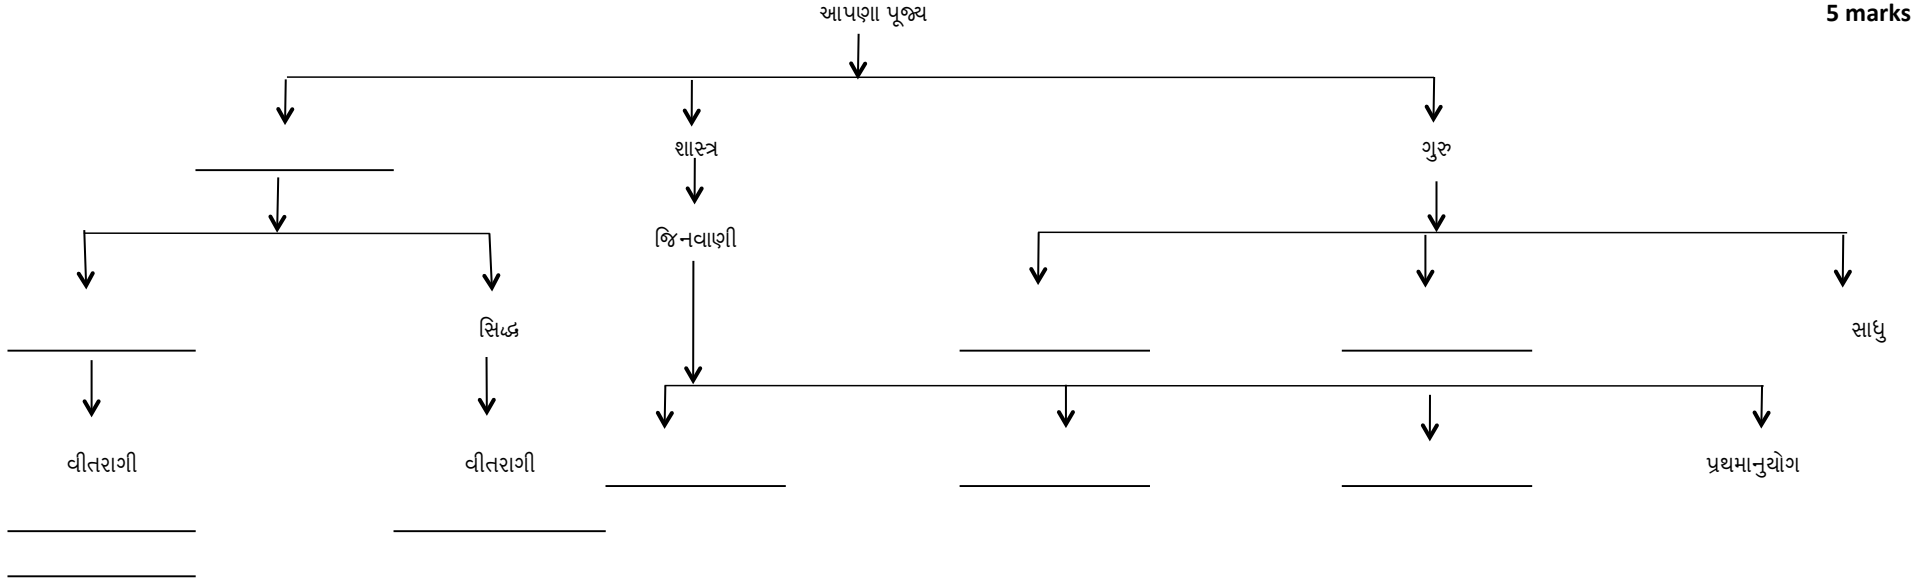 આપણા પૂજ્ય
5 marks
શાસ્ત્ર
ગુરુ
જિનવાણી
સિદ્ધ
સાધુ
વીતરાગી
વીતરાગી
પ્રથમાનુયોગ